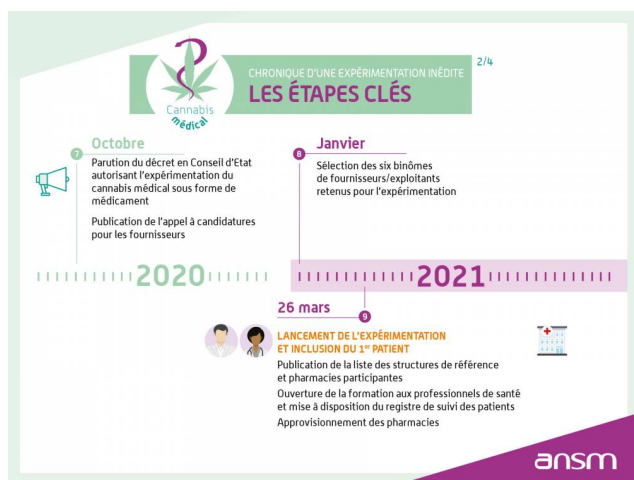 CHRONIQUE D'UNE EXPÉRIMENTATION INÉDITE
2/4
LES ÉTAPES CLÉS
Cannabis
médical
Octobre
7
Parution du décret en Conseil d'Etat
autorisant l'expérimentation du
cannabis médical sous forme de
médicament
Publication de l'appel à candidatures
pour les fournisseurs
Janvier
8
Sélection des six binômes
de fournisseurs/exploitants
retenus pour l'expérimentation
2020
2021
26 mars
9
LANCEMENT DE L'EXPÉRIMENTATION
ET INCLUSION DU 1er PATIENT
Publication de la liste des structures de référence
et pharmacies participantes
Ouverture de la formation aux professionnels de santé
et mise à disposition du registre de suivi des patients
Approvisionnement des pharmacies
ansm